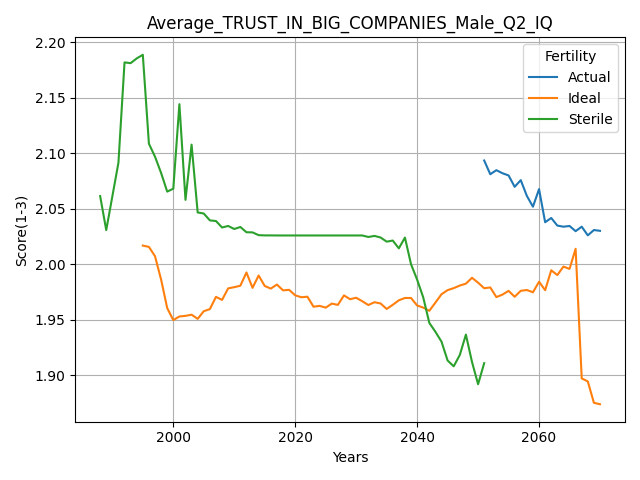 Average_TRUST_IN_BIG_COMPANIES_Male_Q2_IQ
Fertility
Actual
Ideal
Sterile
Score(1-3)
2.20
2.15
2.10
2.05
2.00
1.95
1.90
2000
2020
2040
2060
Years